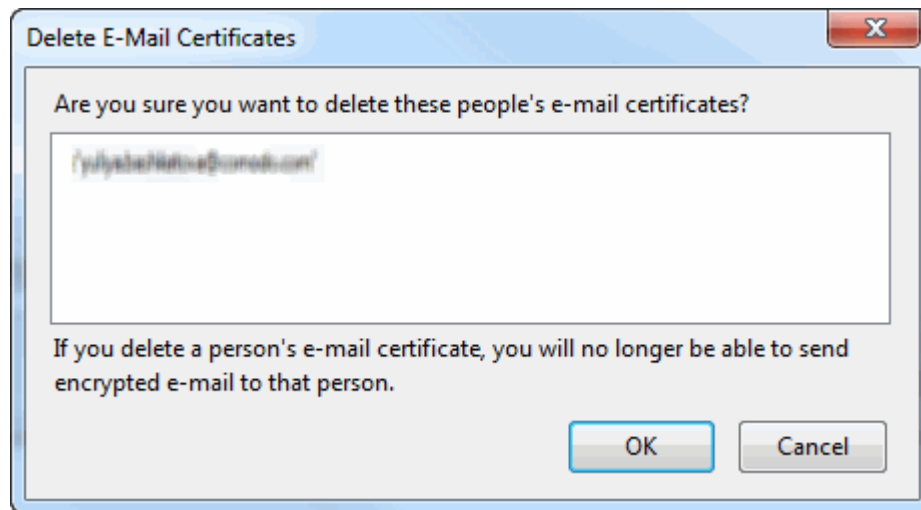 Delete E-Mail Certificates
Are you sure you want to delete these people's e-mail certificates?
If you delete a person's e-mail certificate, you will no longer be able to send
encrypted e-mail to that person.
OK Cancel